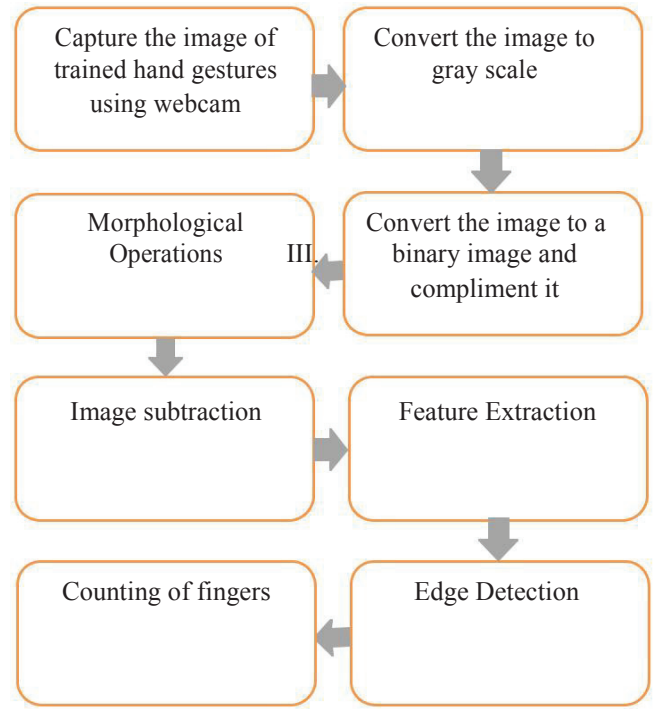 Capture the image of
trained hand gestures
using webcam
Convert the image to
gray scale
Convert the image to a
binary image and
compliment it
Morphological
Operations
III.
Image subtraction
Feature Extraction
Edge Detection
Counting of fingers